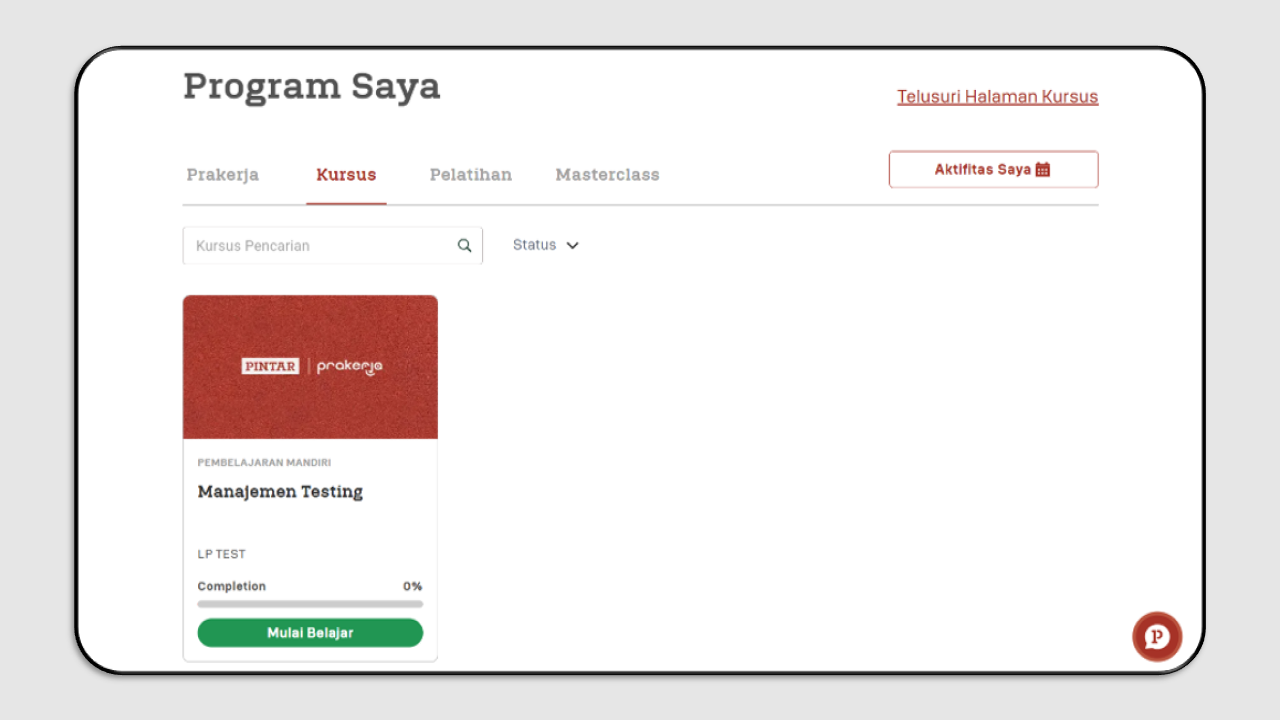 Program Saya
Telusuri Halaman Kursus
Prakerja Kursus Pelatihan Masterclass
Aktifitas Saya
Kursus Pencarian
Status
PINTAR prakerja
PEMBELAJARAN MANDIRI
Manajemen Testing
LP TEST
Completion 0%
Mulai Belajar
P